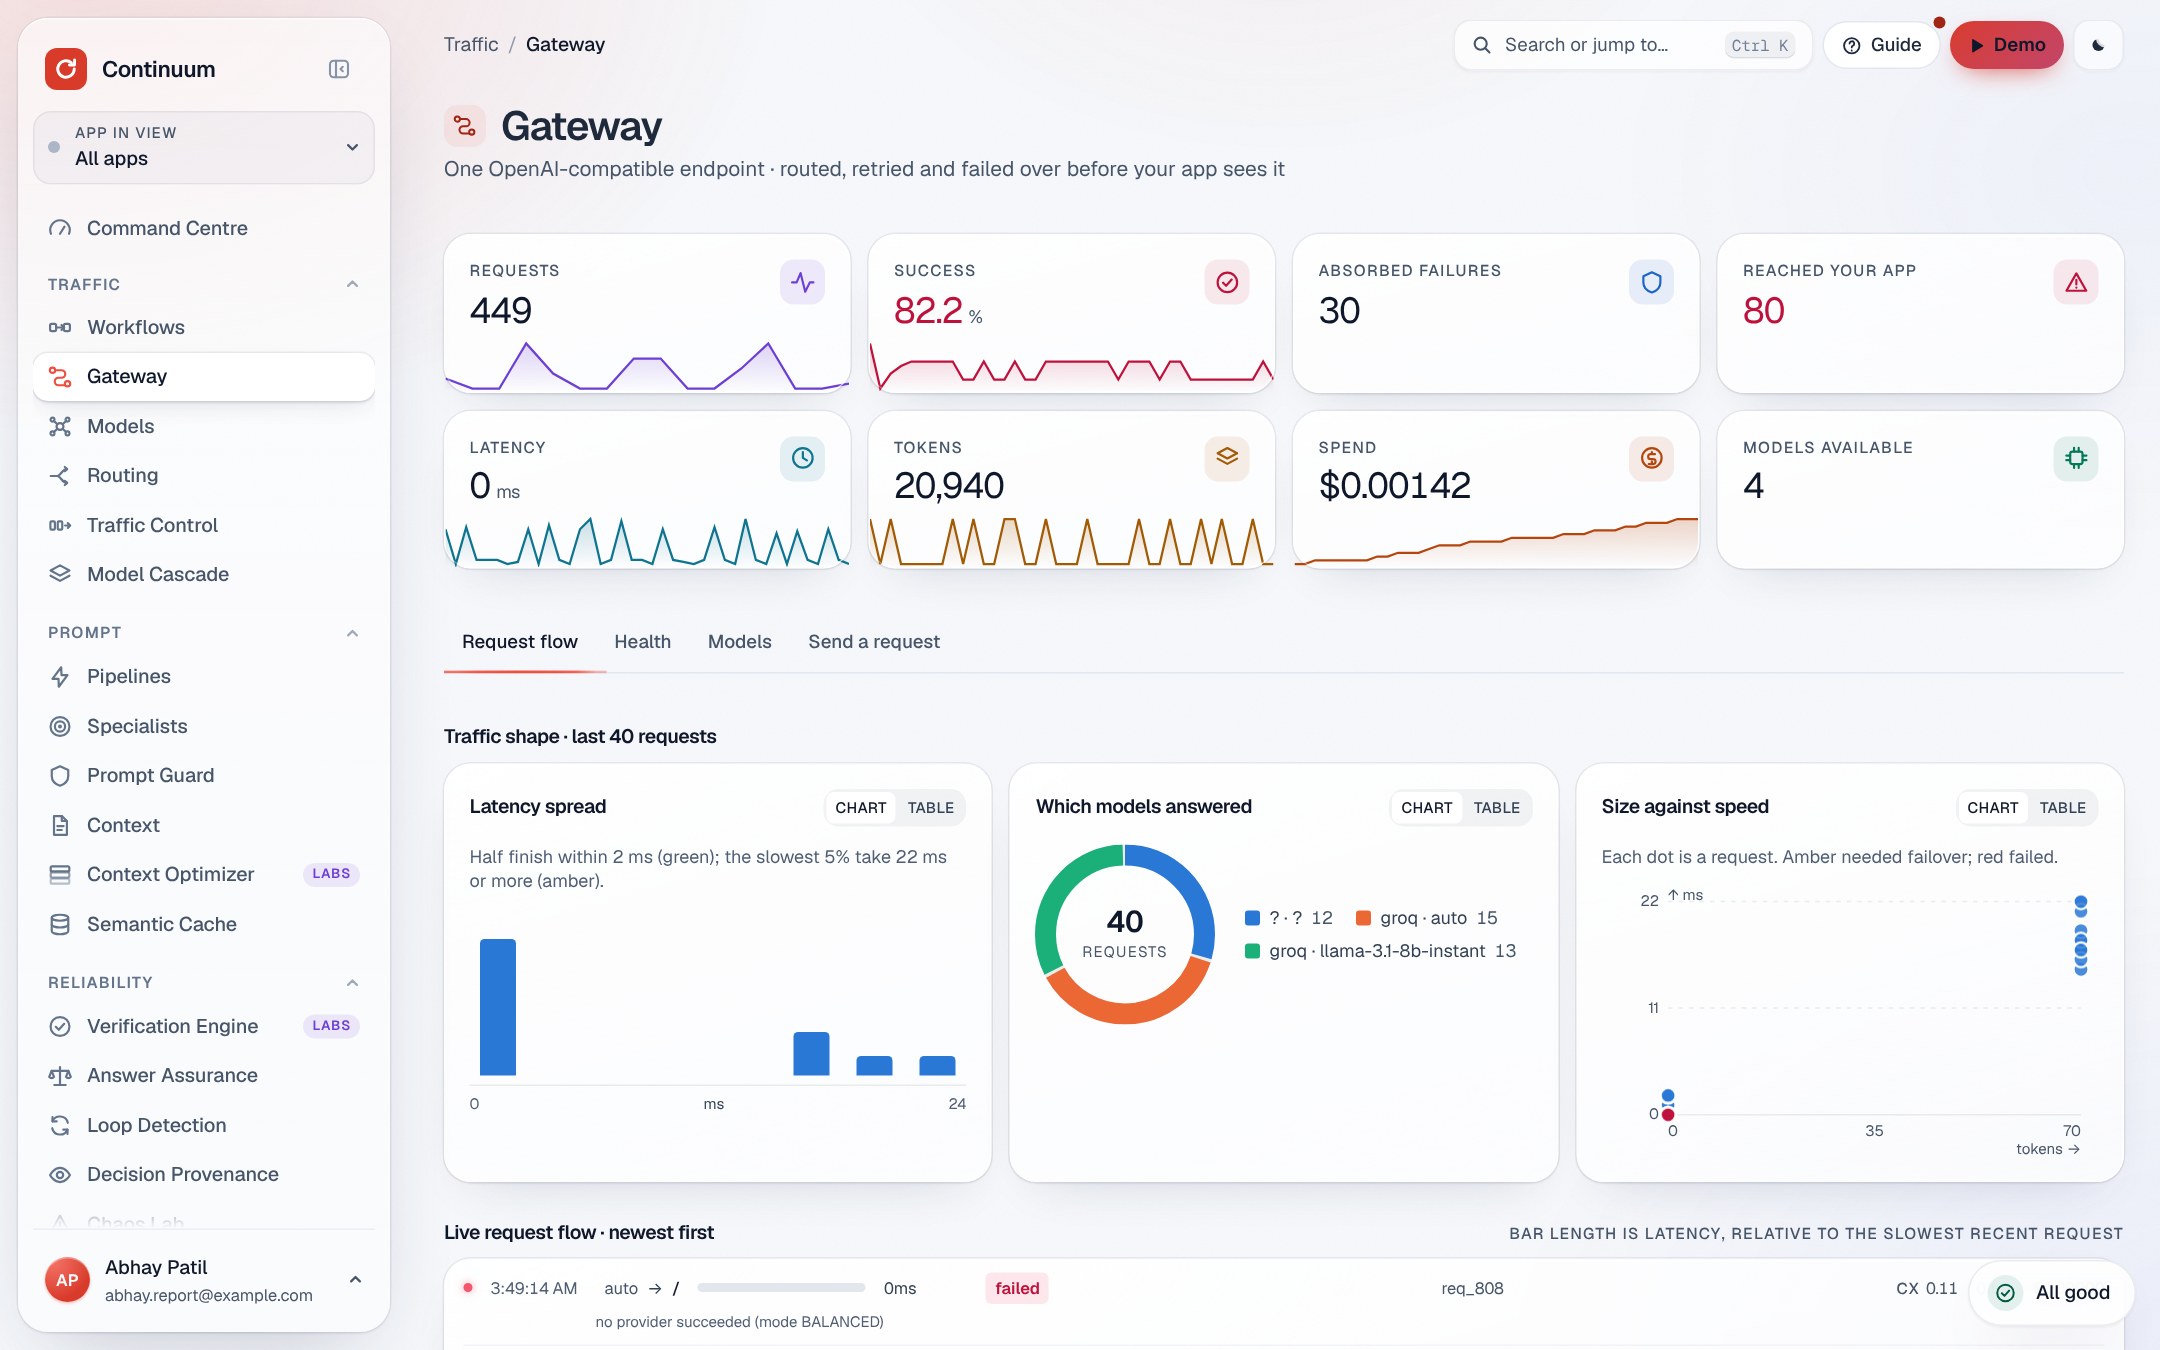 Continuum
APP IN VIEW
All apps
Command Centre
TRAFFIC
Workflows
Gateway
Models
Routing
Traffic Control
Model Cascade
PROMPT
Pipelines
Specialists
Prompt Guard
Context
Context Optimizer LABS
Semantic Cache
RELIABILITY
Verification Engine LABS
Answer Assurance
Loop Detection
Decision Provenance
Chaos Lab
AP
Abhay Patil
abhay.report@example.com
Traffic / Gateway
Search or jump to... Ctrl K
Guide
Demo
Gateway
One OpenAI-compatible endpoint · routed, retried and failed over before your app sees it
REQUESTS
449
SUCCESS
82.2 %
ABSORBED FAILURES
30
REACHED YOUR APP
80
LATENCY
0 ms
TOKENS
20,940
SPEND
$0.00142
MODELS AVAILABLE
4
Request flow Health Models Send a request
Traffic shape · last 40 requests
Latency spread CHART TABLE
Half finish within 2 ms (green); the slowest 5% take 22 ms
or more (amber).
0 ms 24
Which models answered CHART TABLE
40
REQUESTS
? · ? 12 groq · auto 15
groq · llama-3.1-8b-instant 13
Size against speed CHART TABLE
Each dot is a request. Amber needed failover; red failed.
22 ↑ ms
11
0
0 35 70
tokens →
Live request flow · newest first
BAR LENGTH IS LATENCY, RELATIVE TO THE SLOWEST RECENT REQUEST
3:49:14 AM auto → / 0ms failed req_808 CX 0.11
no provider succeeded (mode BALANCED)
All good